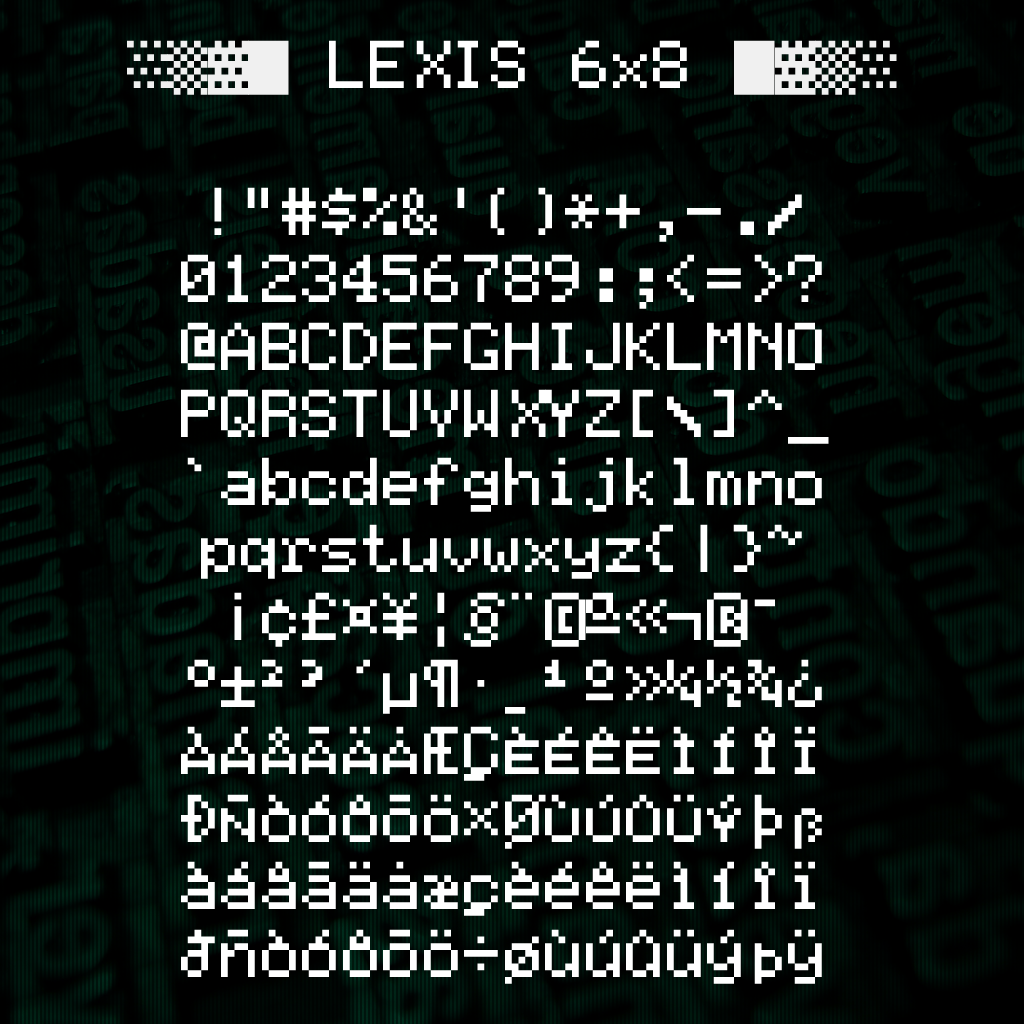 ░▒▓█ LEXIS 6x8 █▓▒░
!"#$%&'()*+,-./
0123456789:;<=>?
@ABCDEFGHIJKLMNO
PQRSTUVWXYZ[\]^_
`abcdefghijklmno
pqrstuvwxyz{|}~
¡¢£¤¥¦§¨©ª«¬®¯
°±²³´µ¶·¸¹º»¼½¾¿
ÀÁÂÃÄÅÆÇÈÉÊËÌÍÎÏ
ÐÑÒÓÔÕÖ×ØÙÚÛÜÝÞß
àáâãäåæçèéêëìíîï
ðñòóôõö÷øùúûüýþÿ